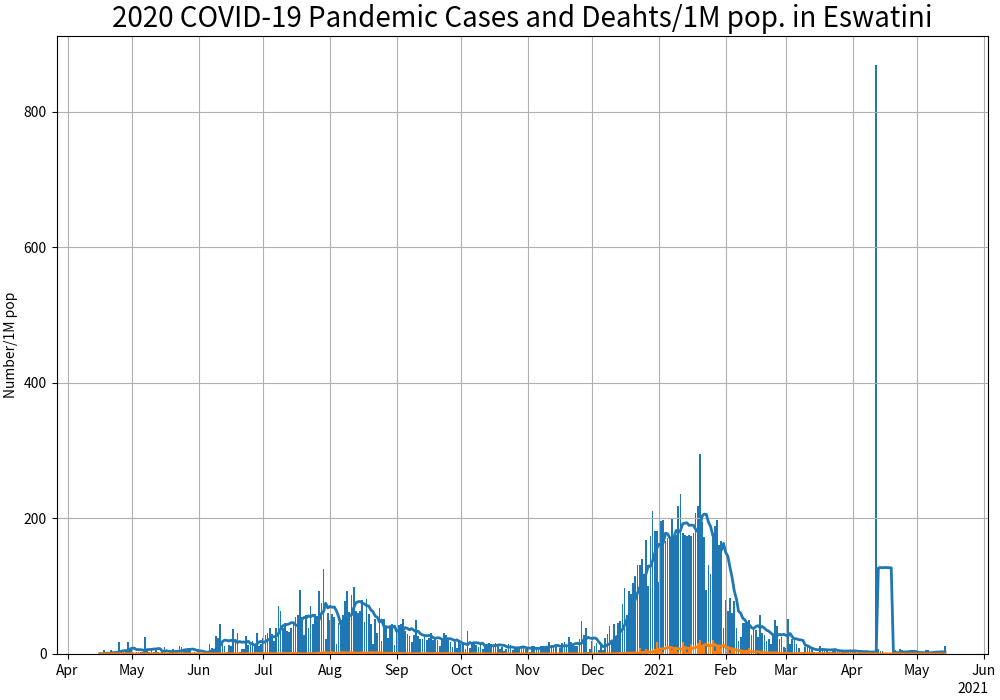 2020 COVID-19 Pandemic Cases and Deahts/1M pop. in Eswatini
Number/1M pop
800
600
400
200
0
Apr May Jun Jul Aug Sep Oct Nov Dec 2021 Feb Mar Apr May Jun
2021